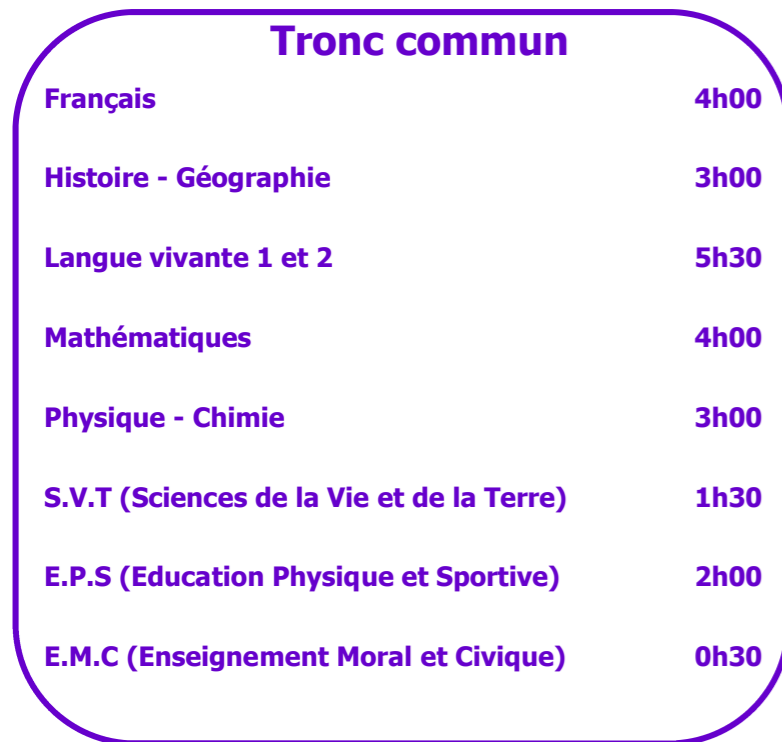 Tronc commun
Français 4h00
Histoire - Géographie 3h00
Langue vivante 1 et 2 5h30
Mathématiques 4h00
Physique - Chimie 3h00
S.V.T (Sciences de la Vie et de la Terre) 1h30
E.P.S (Education Physique et Sportive) 2h00
E.M.C (Enseignement Moral et Civique) 0h30